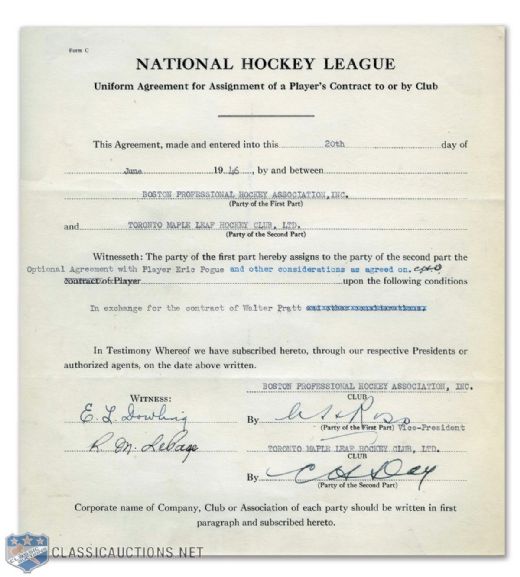 Form C
NATIONAL HOCKEY LEAGUE
Uniform Agreement for Assignment of a Player's Contract to or by Club
This Agreement, made and entered into this 20th day of
June 1946, by and between
BOSTON PROFESSIONAL HOCKEY ASSOCIATION, INC.
(Party of the First Part)
and TORONTO MAPLE LEAF HOCKEY CLUB, LTD.
(Party of the Second Part)
Witnesseth: The party of the first part hereby assigns to the party of the second part the
Optional Agreement with Player Eric Pogue and other considerations as agreed on.
Contract of Player upon the following conditions
In exchange for the contract of Walter Pratt and other considerations.
In Testimony Whereof we have subscribed hereto, through our respective Presidents or
authorized agents, on the date above written.
BOSTON PROFESSIONAL HOCKEY ASSOCIATION, INC.
WITNESS:
CLUB
E. L. Dowling
By A H Ross
(Party of the First Part) Vice-President
R. M. LePage
TORONTO MAPLE LEAF HOCKEY CLUB, LTD.
CLUB
By C H Day
(Party of the Second Part)
Corporate name of Company, Club or Association of each party should be written in first
paragraph and subscribed hereto.
CLASSICAUCTIONS.NET